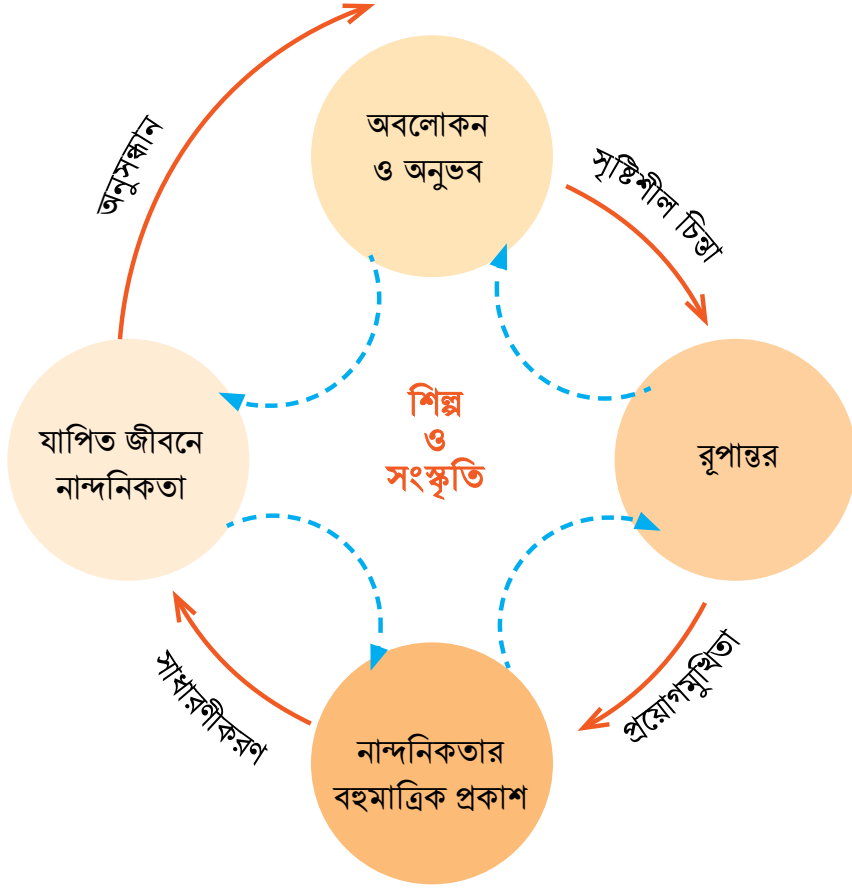 অবলোকন
ও অনুভব
সৃষ্টিশীল চিন্তা
রূপান্তর
প্রয়োগমুখিতা
নান্দনিকতার
বহুমাত্রিক প্রকাশ
সাধারণীকরণ
যাপিত জীবনে
নান্দনিকতা
অনুসন্ধান
শিল্প
ও
সংস্কৃতি